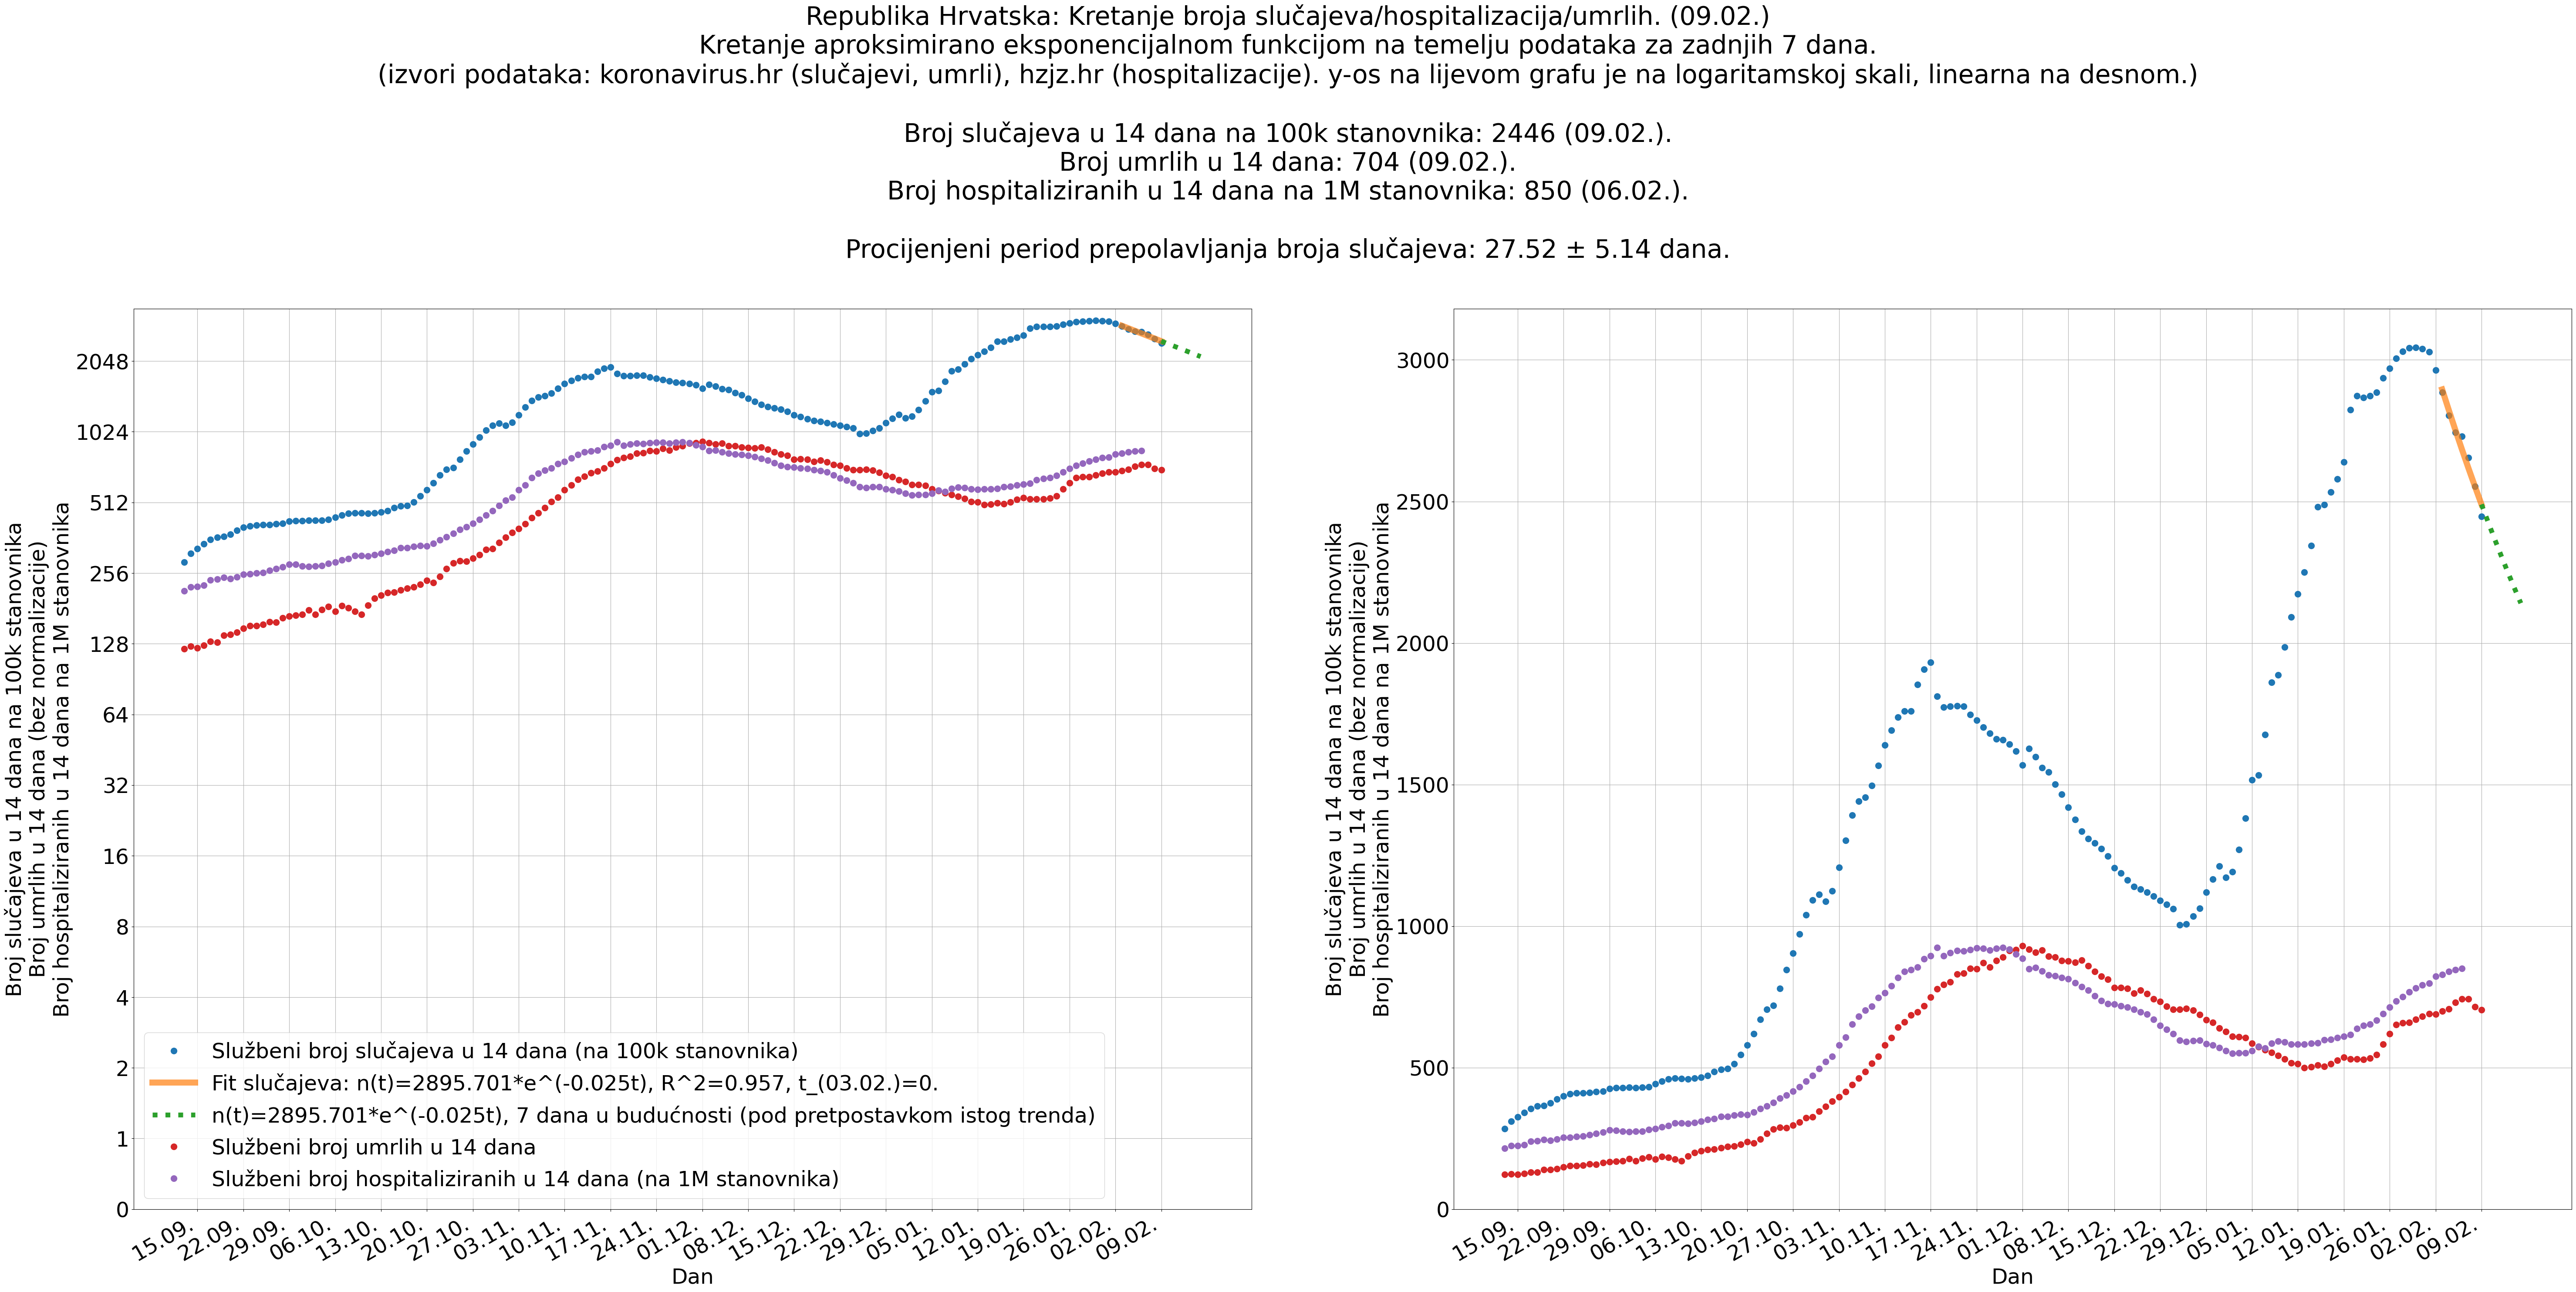 Republika Hrvatska: Kretanje broja slučajeva/hospitalizacija/umrlih. (09.02.)
Kretanje aproksimirano eksponencijalnom funkcijom na temelju podataka za zadnjih 7 dana.
(izvori podataka: koronavirus.hr (slučajevi, umrli), hzjz.hr (hospitalizacije). y-os na lijevom grafu je na logaritamskoj skali, linearna na desnom.)
Broj slučajeva u 14 dana na 100k stanovnika: 2446 (09.02.).
Broj umrlih u 14 dana: 704 (09.02.).
Broj hospitaliziranih u 14 dana na 1M stanovnika: 850 (06.02.).
Procijenjeni period prepolavljanja broja slučajeva: 27.52 ± 5.14 dana.
Broj slučajeva u 14 dana na 100k stanovnika
Broj umrlih u 14 dana (bez normalizacije)
Broj hospitaliziranih u 14 dana na 1M stanovnika
2048
1024
512
256
128
64
32
16
8
4
2
1
0
Službeni broj slučajeva u 14 dana (na 100k stanovnika)
Fit slučajeva: n(t)=2895.701*e^(-0.025t), R^2=0.957, t_(03.02.)=0.
n(t)=2895.701*e^(-0.025t), 7 dana u budućnosti (pod pretpostavkom istog trenda)
Službeni broj umrlih u 14 dana
Službeni broj hospitaliziranih u 14 dana (na 1M stanovnika)
15.09. 22.09. 29.09. 06.10. 13.10. 20.10. 27.10. 03.11. 10.11. 17.11. 24.11. 01.12. 08.12. 15.12. 22.12. 29.12. 05.01. 12.01. 19.01. 26.01. 02.02. 09.02.
Dan
Broj slučajeva u 14 dana na 100k stanovnika
Broj umrlih u 14 dana (bez normalizacije)
Broj hospitaliziranih u 14 dana na 1M stanovnika
3000
2500
2000
1500
1000
500
0
15.09. 22.09. 29.09. 06.10. 13.10. 20.10. 27.10. 03.11. 10.11. 17.11. 24.11. 01.12. 08.12. 15.12. 22.12. 29.12. 05.01. 12.01. 19.01. 26.01. 02.02. 09.02.
Dan